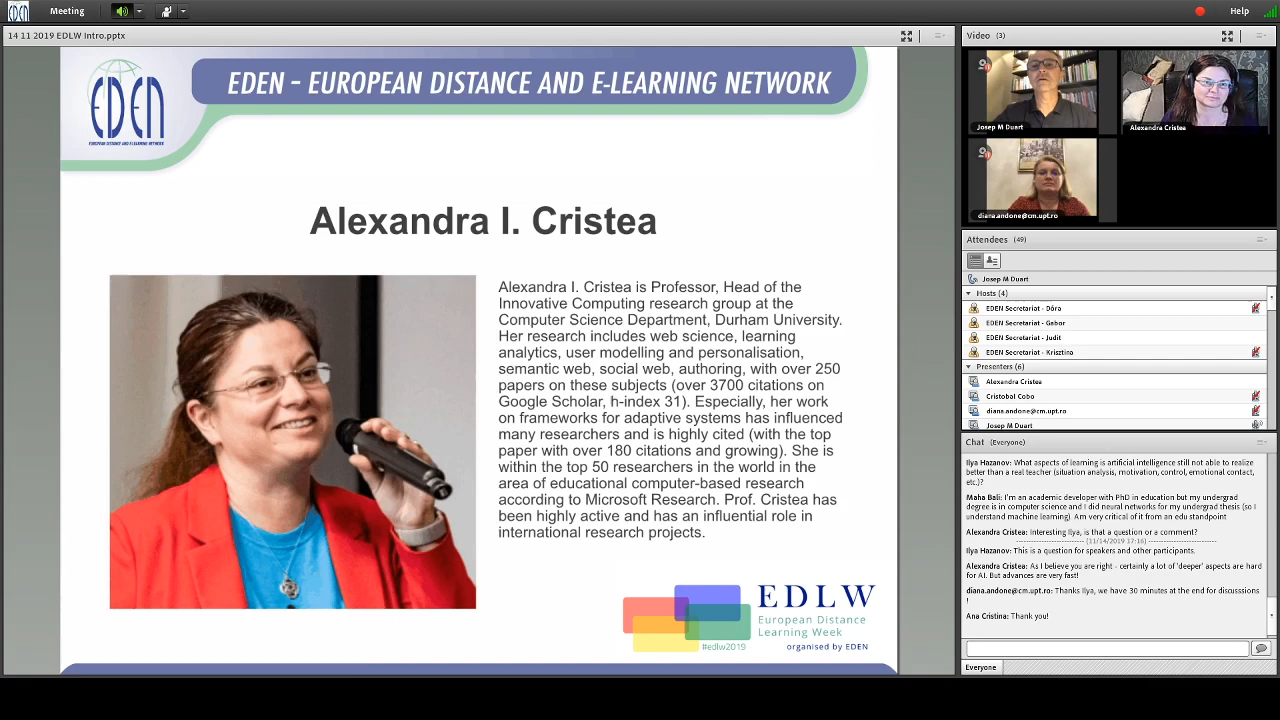 EDEN
Meeting
Help
14 11 2019 EDLW Intro.pptx
EDEN
EUROPEAN DISTANCE AND E-LEARNING NETWORK
EDEN - EUROPEAN DISTANCE AND E-LEARNING NETWORK
Alexandra I. Cristea
Alexandra I. Cristea is Professor, Head of the
Innovative Computing research group at the
Computer Science Department, Durham University.
Her research includes web science, learning
analytics, user modelling and personalisation,
semantic web, social web, authoring, with over 250
papers on these subjects (over 3700 citations on
Google Scholar, h-index 31). Especially, her work
on frameworks for adaptive systems has influenced
many researchers and is highly cited (with the top
paper with over 180 citations and growing). She is
within the top 50 researchers in the world in the
area of educational computer-based research
according to Microsoft Research. Prof. Cristea has
been highly active and has an influential role in
international research projects.
EDLW
European Distance
Learning Week
#edlw2019
organised by EDEN
Video (3)
Josep M Duart
Alexandra Cristea
diana.andone@cm.upt.ro
Attendees (49)
Josep M Duart
Hosts (4)
EDEN Secretariat - Dóra
EDEN Secretariat - Gabor
EDEN Secretariat - Judit
EDEN Secretariat - Krisztina
Presenters (6)
Alexandra Cristea
Cristobal Cobo
diana.andone@cm.upt.ro
Josep M Duart
Chat (Everyone)
Ilya Hazanov: What aspects of learning is artificial intelligence still not able to realize
better than a real teacher (situation analysis, motivation, control, emotional contact,
etc.)?
Maha Bali: I'm an academic developer with PhD in education but my undergrad
degree is in computer science and I did neural networks for my undergrad thesis (so I
understand machine learning). Am very critical of it from an edu standpoint
Alexandra Cristea: Interesting Ilya, is that a question or a comment?
[11/14/2019 17:16]
Ilya Hazanov: This is a question for speakers and other participants.
Alexandra Cristea: As I believe you are right - certainly a lot of 'deeper' aspects are hard
for AI. But advances are very fast!
diana.andone@cm.upt.ro: Thanks Ilya, we have 30 minutes at the end for discusssions
!
Ana Cristina: Thank you!
Everyone